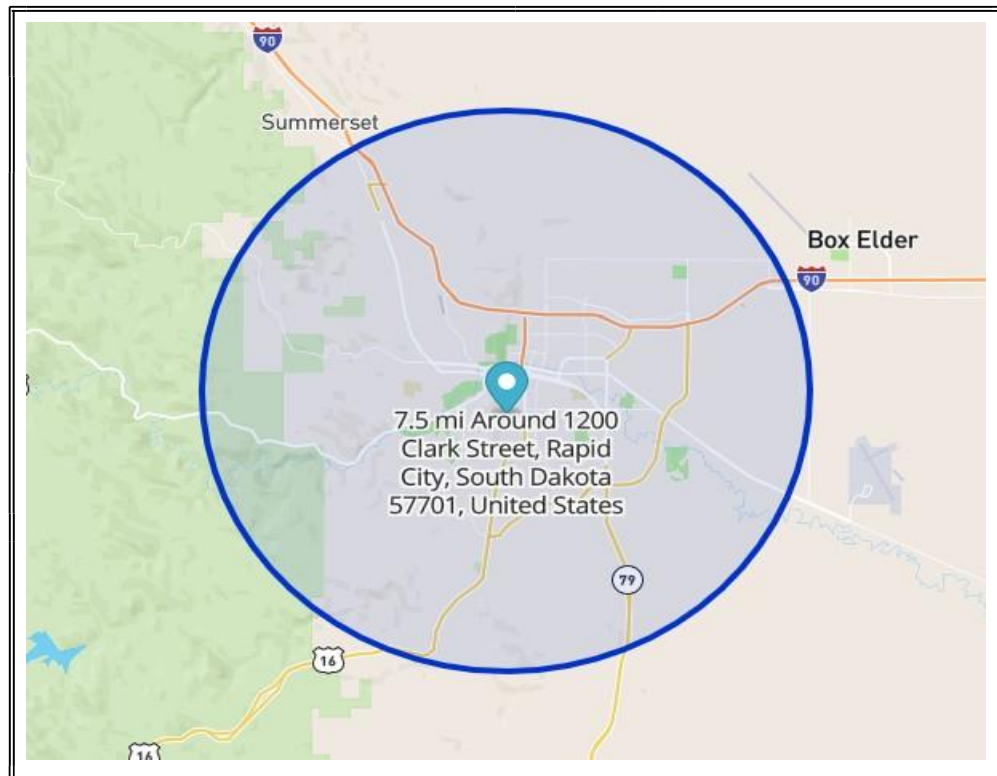 90
Summerset
Box Elder
90
7.5 mi Around 1200
Clark Street, Rapid
City, South Dakota
57701, United States
79
16
16